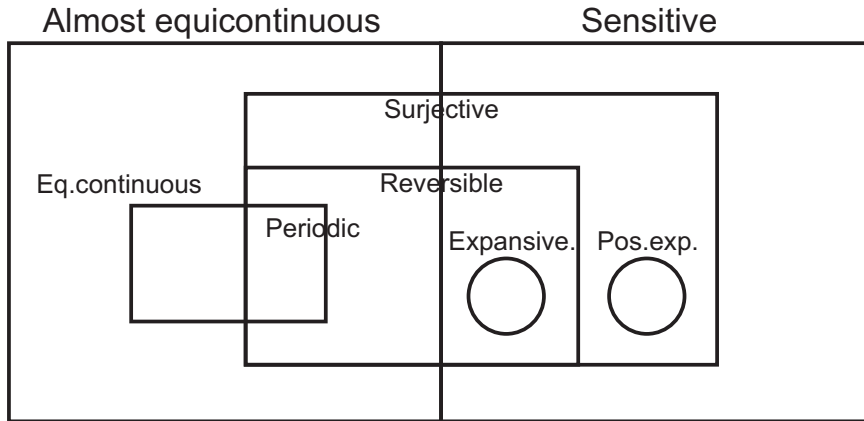 Almost equicontinuous
Sensitive
Surjective
Eq.continuous
Reversible
Periodic
Expansive.
Pos.exp.